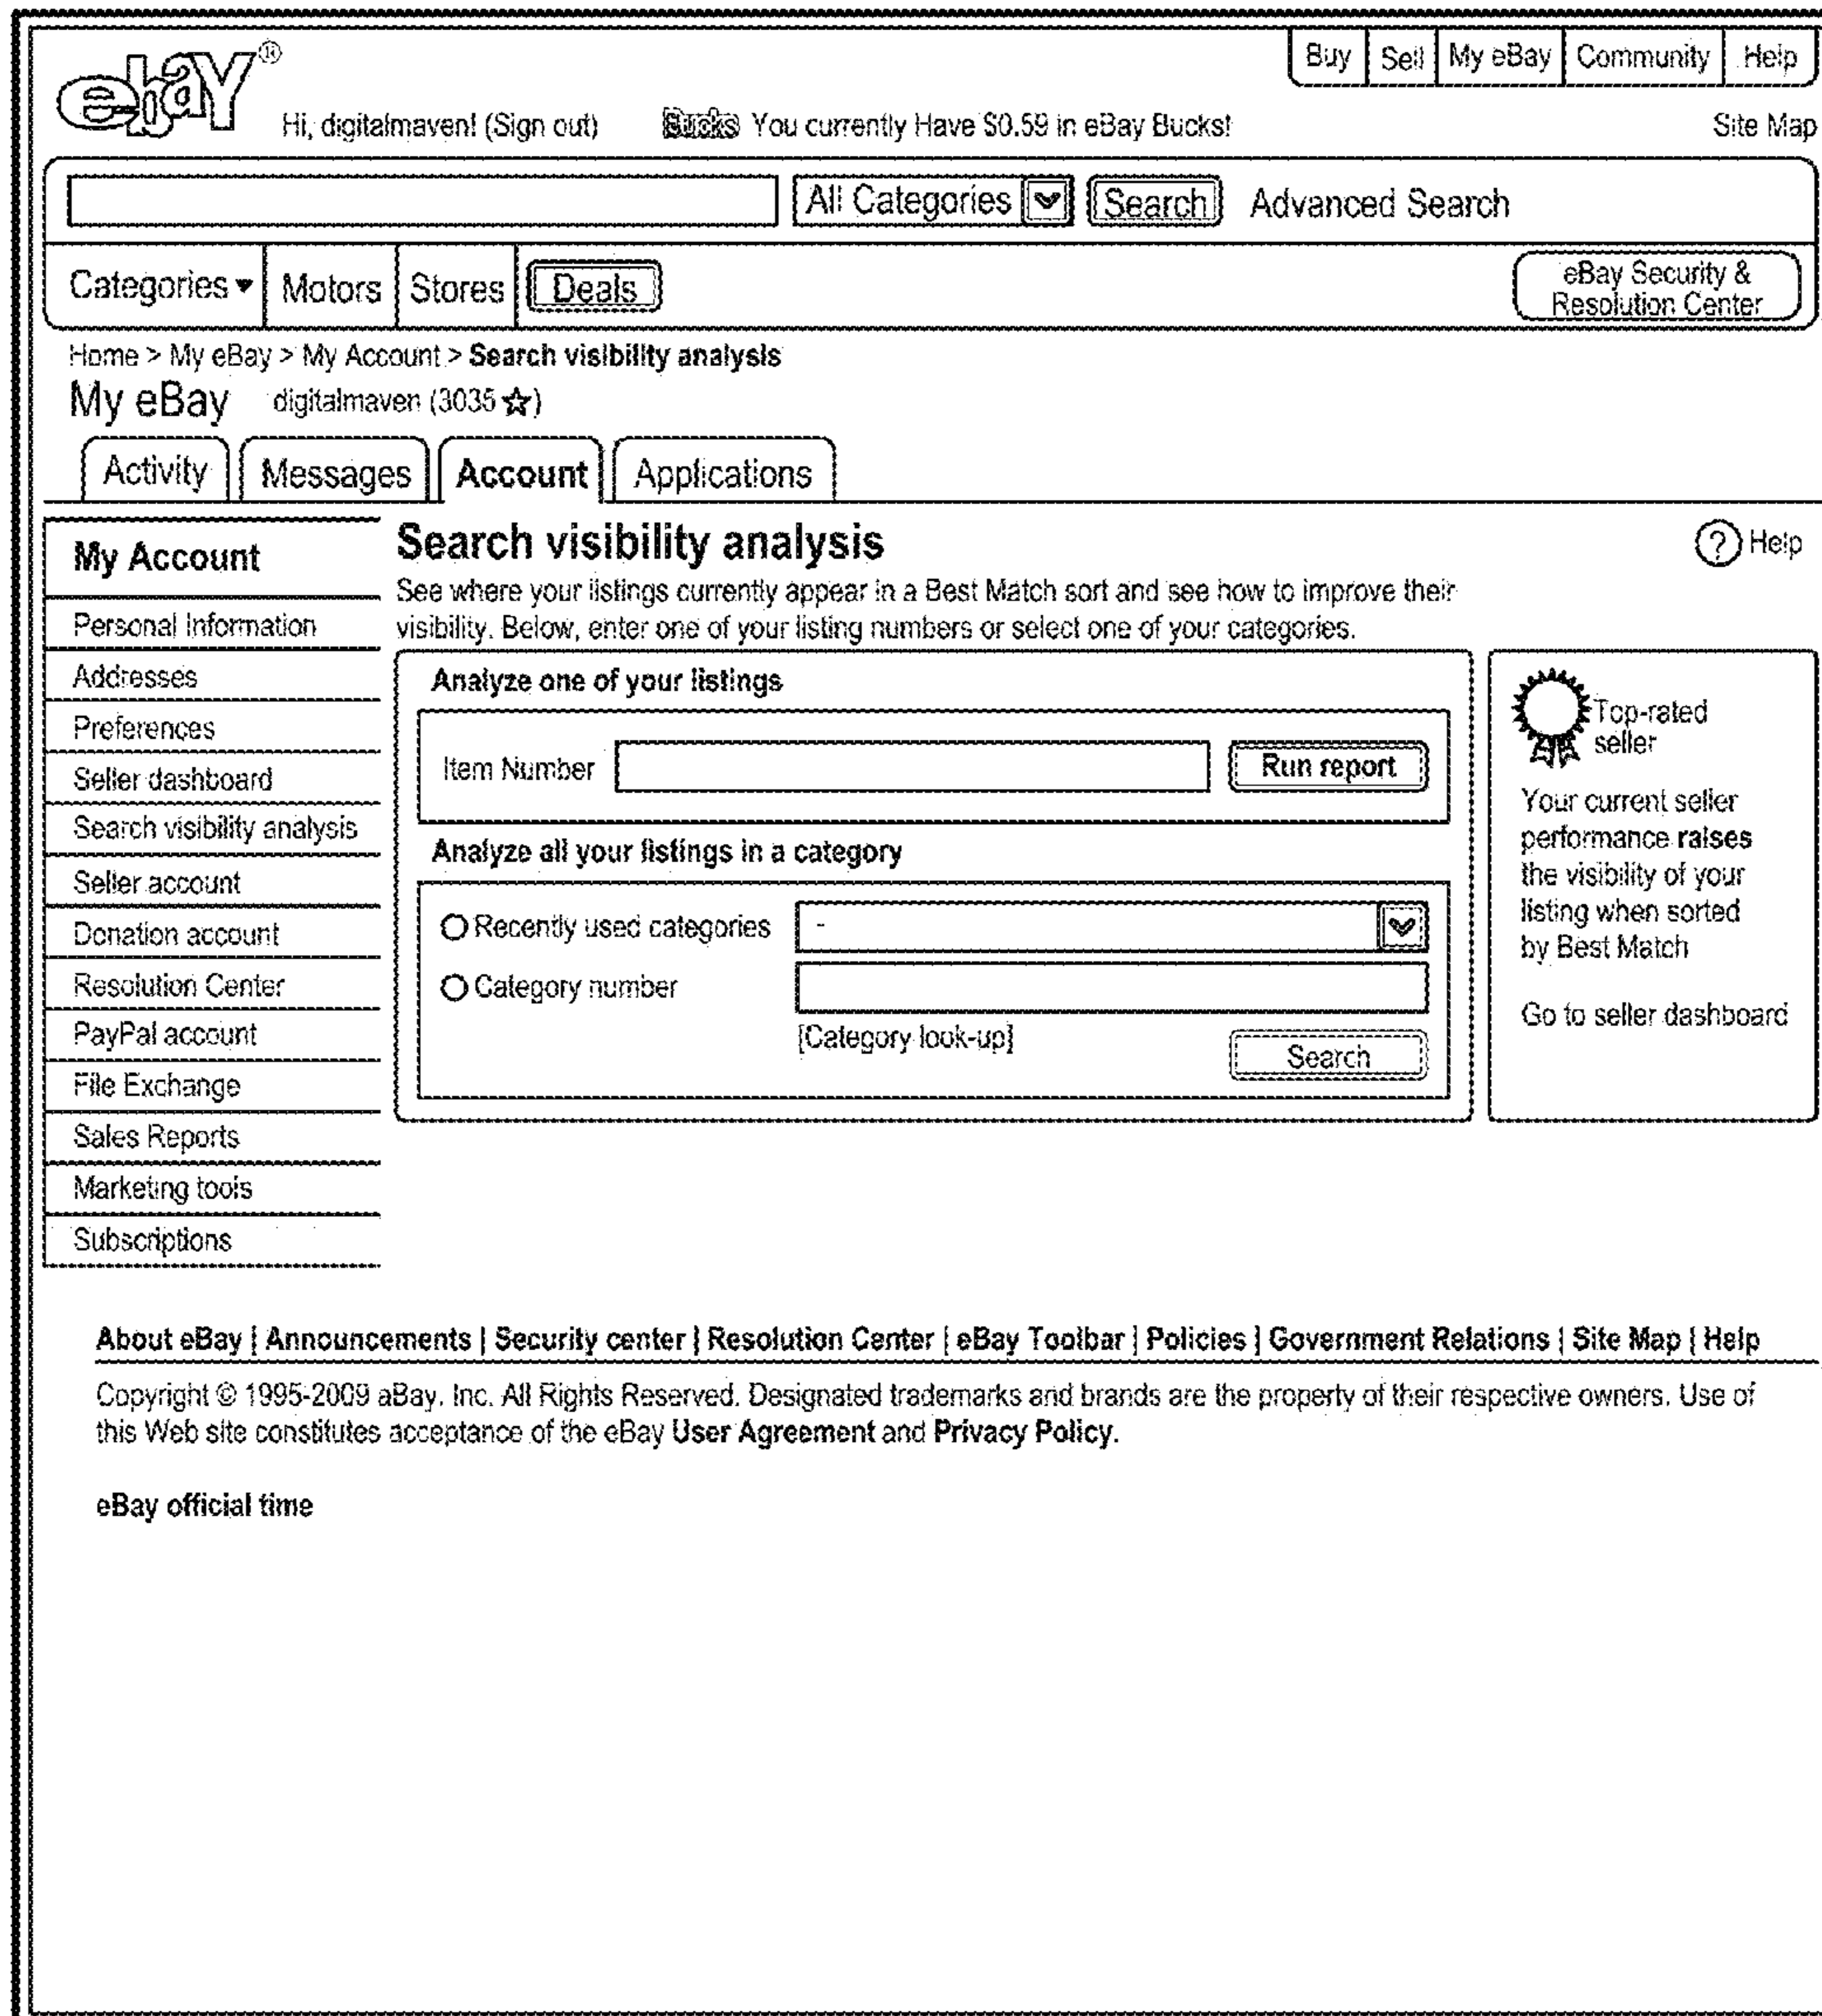 ebay®
Buy Sell My eBay Community Help
Hi, digitalmaven! (Sign out) Bucks You currently Have $0.59 in eBay Bucks!
Site Map
All Categories Search Advanced Search
Categories Motors Stores Deals
eBay Security &
Resolution Center
Home > My eBay > My Account > Search visibility analysis
My eBay digitalmaven (3035)
Activity Messages Account Applications
My Account
Personal Information
Addresses
Preferences
Seller dashboard
Search visibility analysis
Seller account
Donation account
Resolution Center
PayPal account
File Exchange
Sales Reports
Marketing tools
Subscriptions
Search visibility analysis
? Help
See where your listings currently appear in a Best Match sort and see how to improve their
visibility. Below, enter one of your listing numbers or select one of your categories.
Analyze one of your listings
Item Number Run report
Analyze all your listings in a category
Recently used categories -
Category number
[Category look-up]
Search
Top-rated
seller
Your current seller
performance raises
the visibility of your
listing when sorted
by Best Match
Go to seller dashboard
About eBay | Announcements | Security center | Resolution Center | eBay Toolbar | Policies | Government Relations | Site Map | Help
Copyright © 1995-2009 aBay. Inc. All Rights Reserved. Designated trademarks and brands are the property of their respective owners. Use of
this Web site constitutes acceptance of the eBay User Agreement and Privacy Policy.
eBay official time